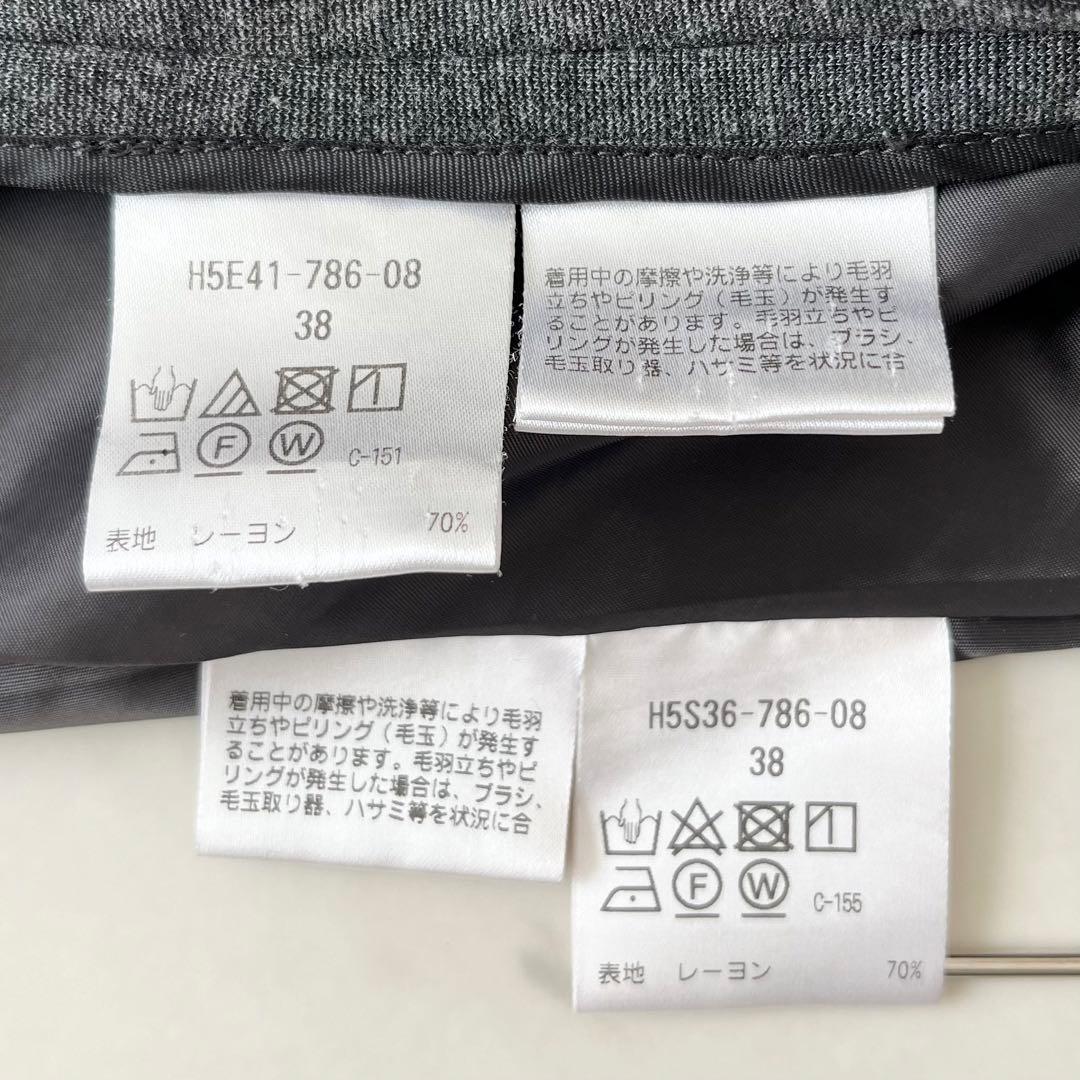 H5E41-786-08
38
F W C-151
表地 レーヨン 70%
着用中の摩擦や洗浄等により毛羽
立ちやピリング(毛玉)が発生す
ることがあります。毛羽立ちやピ
リングが発生した場合は、ブラシ、
毛玉取り器、ハサミ等を状況に合
着用中の摩擦や洗浄等により毛羽
立ちやピリング(毛玉)が発生す
ることがあります。毛羽立ちやピ
リングが発生した場合は、ブラシ、
毛玉取り器、ハサミ等を状況に合
H5S36-786-08
38
F W C-155
表地 レーヨン 70%